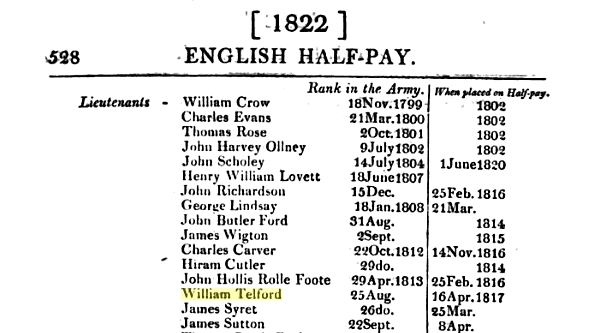 [ 1822 ]
528 ENGLISH HALF-PAY.
Rank in the Army. When placed on Half-pay.
Lieutenants - William Crow 18Nov.1799 1802
Charles Evans 21Mar.1800 1802
Thomas Rose 2Oct.1801 1802
John Harvey Ollney 9July1802 1802
John Scholey 14July1804 1June1820
Henry William Lovett 18June1807
John Richardson 15Dec. 25Feb. 1816
George Lindsay 18Jan.1808 21Mar.
John Butler Ford 31Aug. 1814
James Wigton 2Sept. 1815
Charles Carver 22Oct.1812 14Nov.1816
Hiram Cutler 29do. 1814
John Hollis Rolle Foote 29Apr.1813 25Feb. 1816
William Telford 25Aug. 16Apr.1817
James Syret 26do. 25Mar.
James Sutton 22Sept. 8Apr.